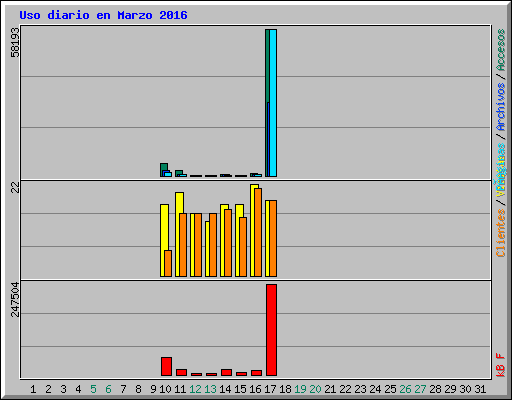 Uso diario en Marzo 2016
58193
22
247504
Clientes / / Archivos / Accesos
kB F
1 2 3 4 5 6 7 8 9 10 11 12 13 14 15 16 17 18 19 20 21 22 23 24 25 26 27 28 29 30 31